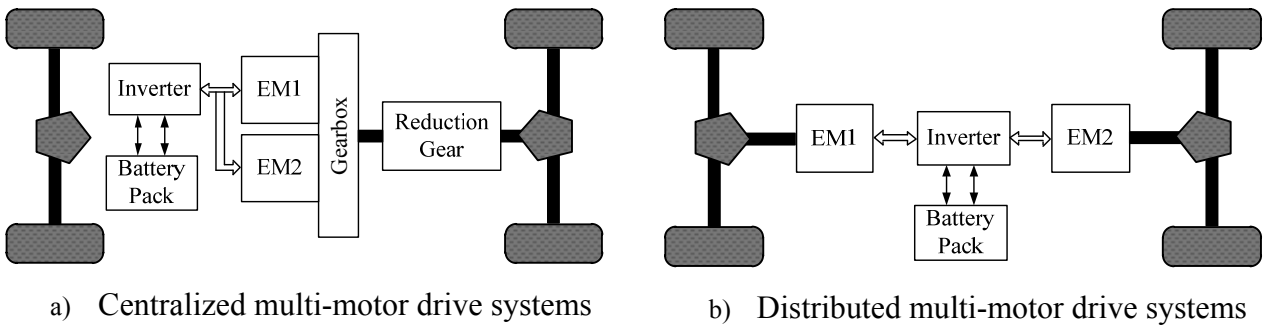 Inverter
EM1
EM2
Gearbox
Reduction
Gear
Battery
Pack
a) Centralized multi-motor drive systems
EM1
Inverter
EM2
Battery
Pack
b) Distributed multi-motor drive systems